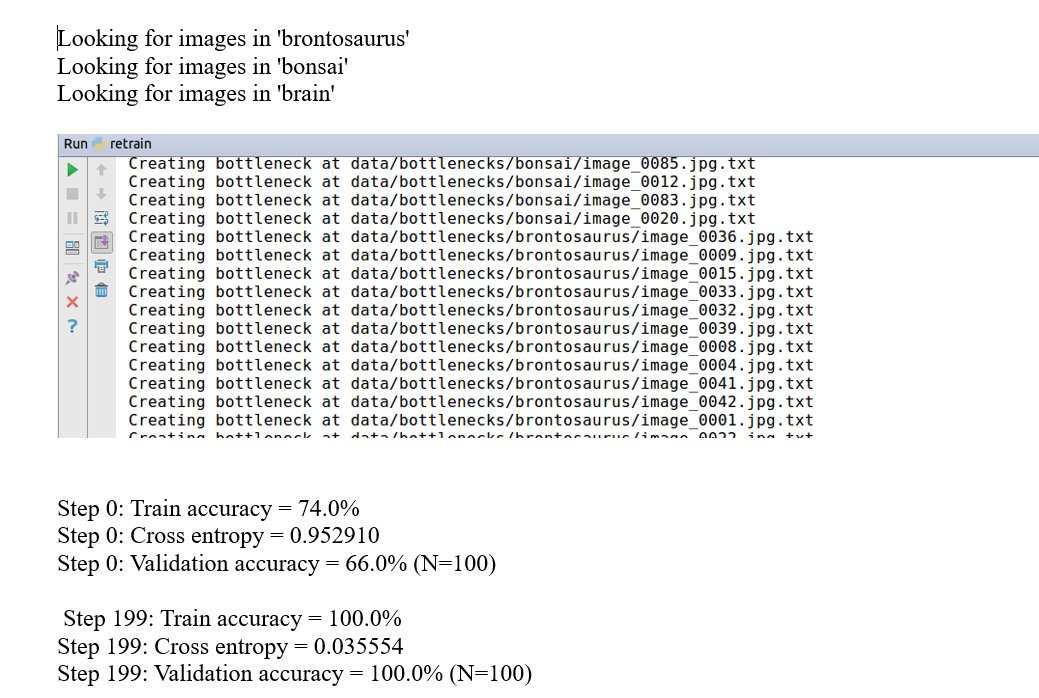 Looking for images in 'brontosaurus'
Looking for images in 'bonsai'
Looking for images in 'brain'
Run retrain
Creating bottleneck at data/bottlenecks/bonsai/image_0085.jpg.txt
Creating bottleneck at data/bottlenecks/bonsai/image_0012.jpg.txt
Creating bottleneck at data/bottlenecks/bonsai/image_0083.jpg.txt
Creating bottleneck at data/bottlenecks/bonsai/image_0020.jpg.txt
Creating bottleneck at data/bottlenecks/brontosaurus/image_0036.jpg.txt
Creating bottleneck at data/bottlenecks/brontosaurus/image_0009.jpg.txt
Creating bottleneck at data/bottlenecks/brontosaurus/image_0015.jpg.txt
Creating bottleneck at data/bottlenecks/brontosaurus/image_0033.jpg.txt
Creating bottleneck at data/bottlenecks/brontosaurus/image_0032.jpg.txt
Creating bottleneck at data/bottlenecks/brontosaurus/image_0039.jpg.txt
Creating bottleneck at data/bottlenecks/brontosaurus/image_0008.jpg.txt
Creating bottleneck at data/bottlenecks/brontosaurus/image_0004.jpg.txt
Creating bottleneck at data/bottlenecks/brontosaurus/image_0041.jpg.txt
Creating bottleneck at data/bottlenecks/brontosaurus/image_0042.jpg.txt
Creating bottleneck at data/bottlenecks/brontosaurus/image_0001.jpg.txt
Creating bottleneck at
Step 0: Train accuracy = 74.0%
Step 0: Cross entropy = 0.952910
Step 0: Validation accuracy = 66.0% (N=100)
Step 199: Train accuracy = 100.0%
Step 199: Cross entropy = 0.035554
Step 199: Validation accuracy = 100.0% (N=100)